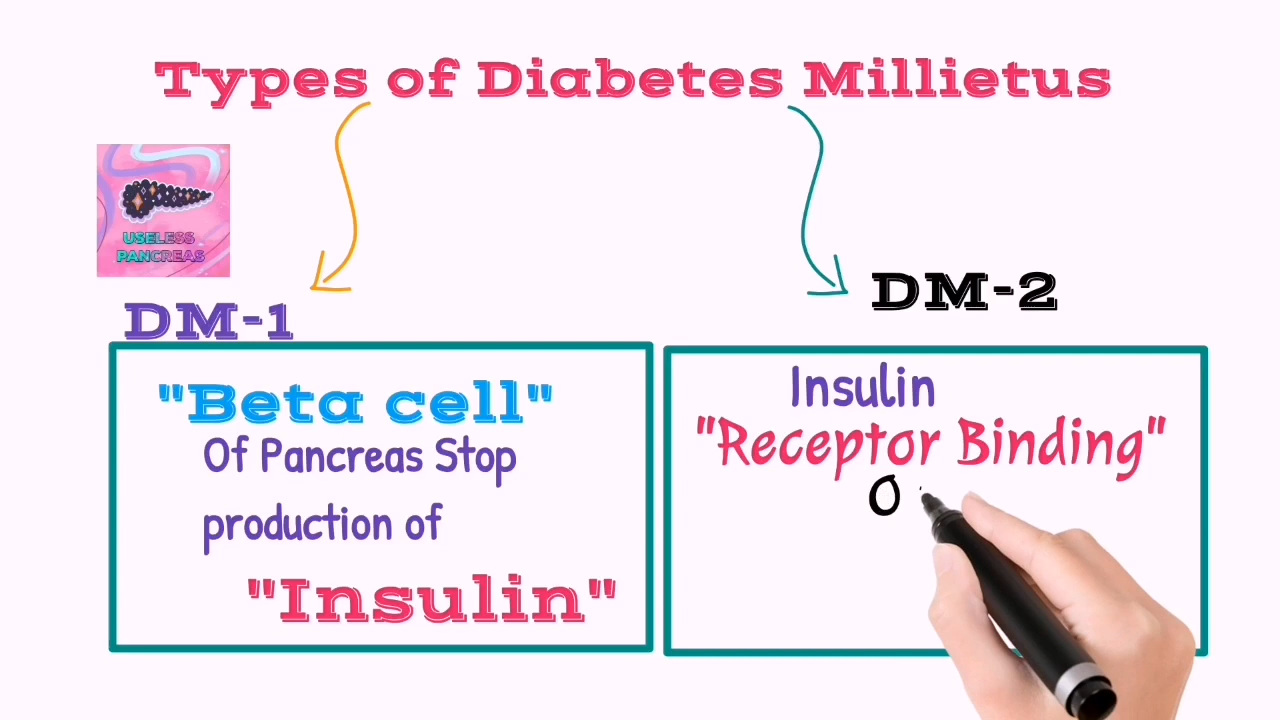 Types of Diabetes Millietus
USELESS
PANCREAS
DM-1
DM-2
"Beta cell"
Of Pancreas Stop
production of
"Insulin"
Insulin
"Receptor Binding"
O